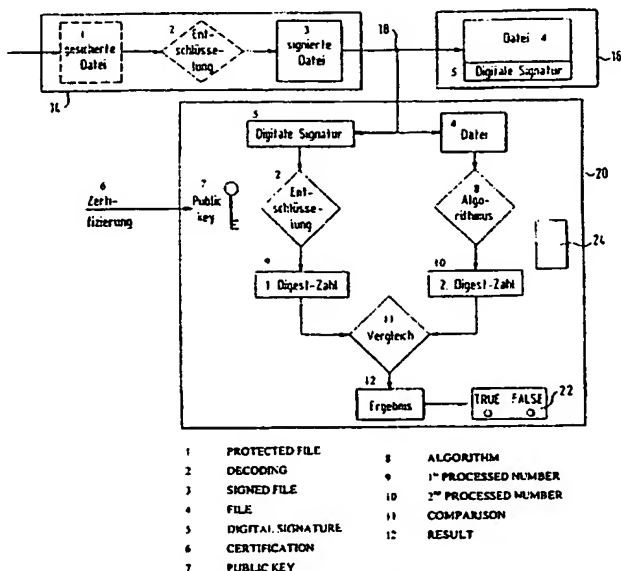 1
gesicherte
Datei
2
Ent-
schlüsse-
lung
3
signierte
Datei
18
Datei 4
5 Digitale Signatur
16
14
5
Digitale Signatur
4
Datei
20
6
Zerti-
fizierung
7
Public
key
2
Ent-
schlüsse-
lung
8
Algo-
rithmus
24
9
1 Digest-Zahl
10
2. Digest-Zahl
11
Vergleich
12
Ergebnis
TRUE FALSE
22
1 PROTECTED FILE
2 DECODING
3 SIGNED FILE
4 FILE
5 DIGITAL SIGNATURE
6 CERTIFICATION
7 PUBLIC KEY
8 ALGORITHM
9 1st PROCESSED NUMBER
10 2nd PROCESSED NUMBER
11 COMPARISON
12 RESULT